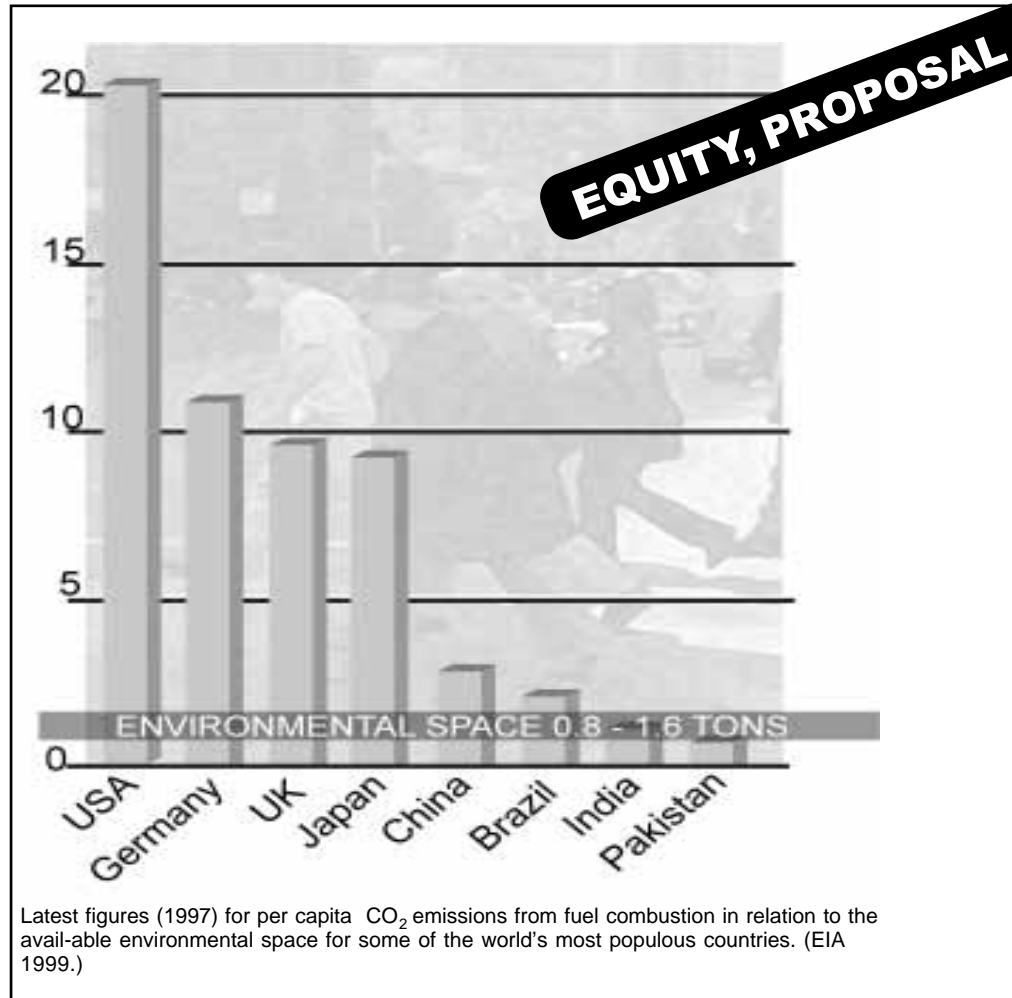 EQUITY, PROPOSAL
20
15
10
5
ENVIRONMENTAL SPACE 0.8 - 1.6 TONS
0
USA
Germany
UK
Japan
China
Brazil
India
Pakistan
Latest figures (1997) for per capita CO₂ emissions from fuel combustion in relation to the
avail-able environmental space for some of the world's most populous countries. (EIA
1999.)